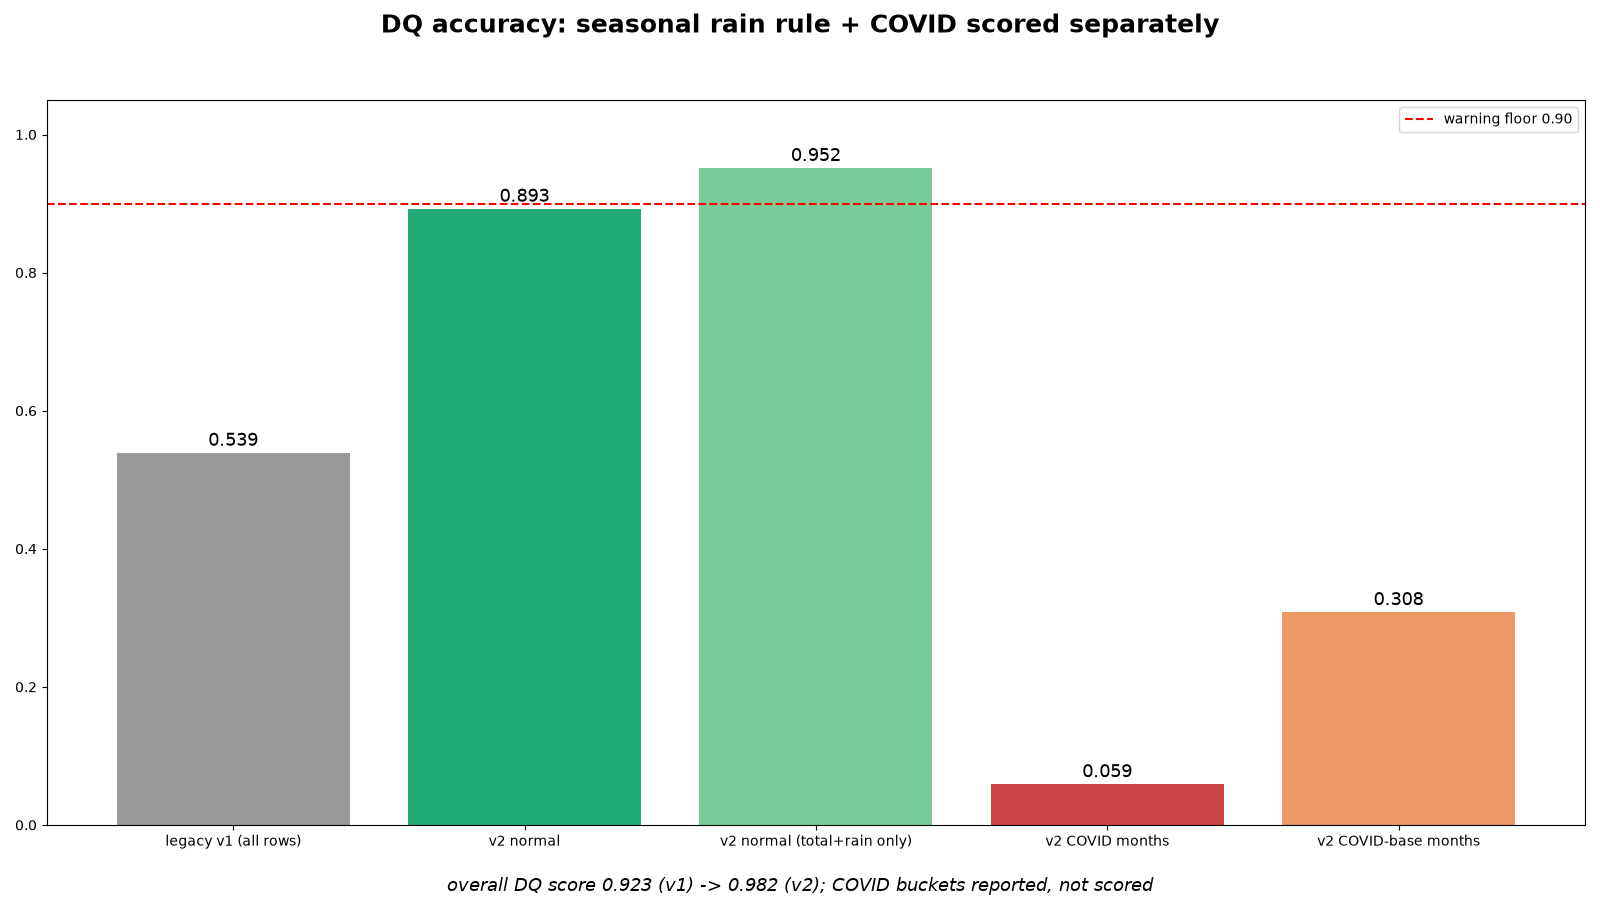 DQ accuracy: seasonal rain rule + COVID scored separately
warning floor 0.90
1.0
0.8
0.6
0.4
0.2
0.0
0.539
0.893
0.952
0.059
0.308
legacy v1 (all rows)
v2 normal
v2 normal (total+rain only)
v2 COVID months
v2 COVID-base months
overall DQ score 0.923 (v1) -> 0.982 (v2); COVID buckets reported, not scored